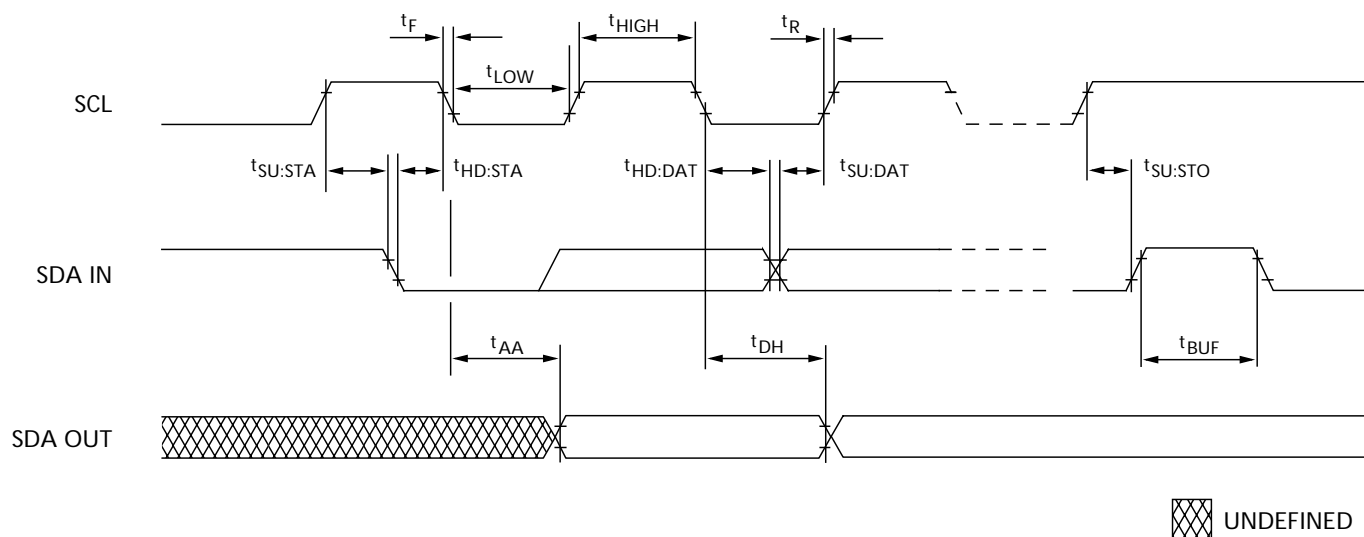 tF
tHIGH
tR
tLOW
SCL
tSU:STA
tHD:STA
tHD:DAT
tSU:DAT
tSU:STO
SDA IN
tAA
tDH
tBUF
SDA OUT
UNDEFINED